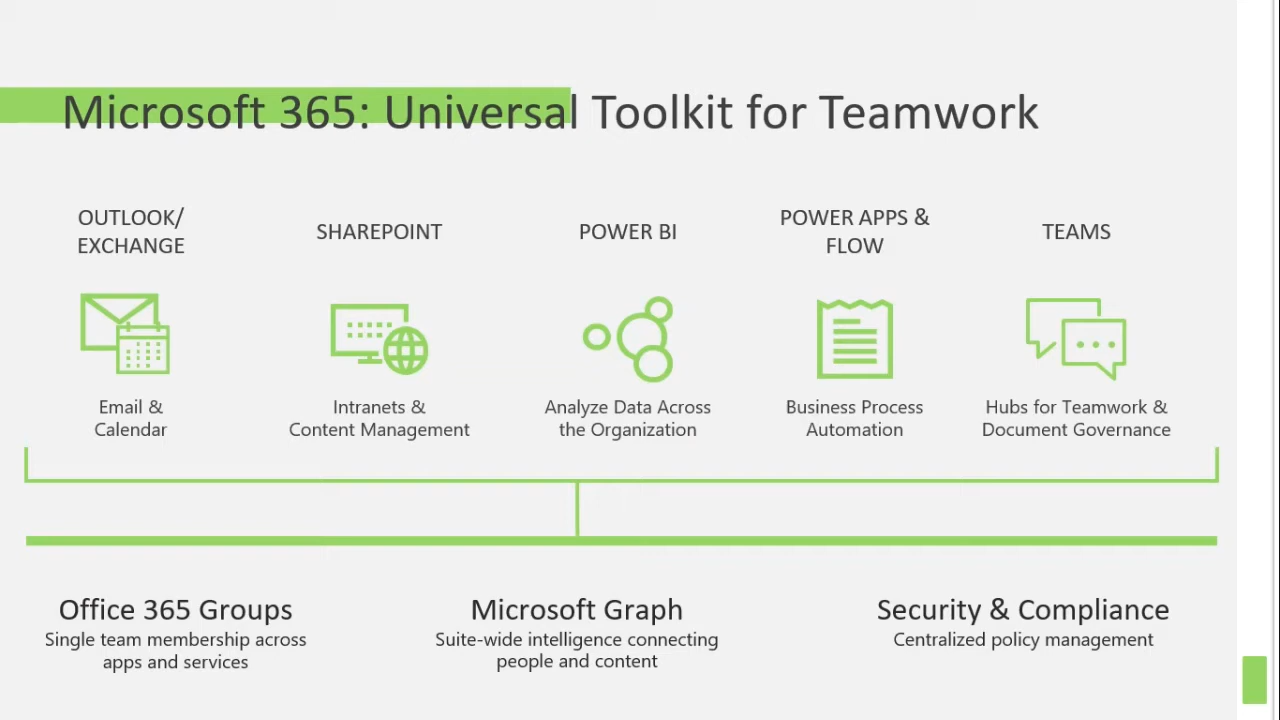 Microsoft 365: Universal Toolkit for Teamwork
OUTLOOK/
EXCHANGE
Email &
Calendar
SHAREPOINT
Intranets &
Content Management
POWER BI
Analyze Data Across
the Organization
POWER APPS &
FLOW
Business Process
Automation
TEAMS
Hubs for Teamwork &
Document Governance
Office 365 Groups
Single team membership across
apps and services
Microsoft Graph
Suite-wide intelligence connecting
people and content
Security & Compliance
Centralized policy management